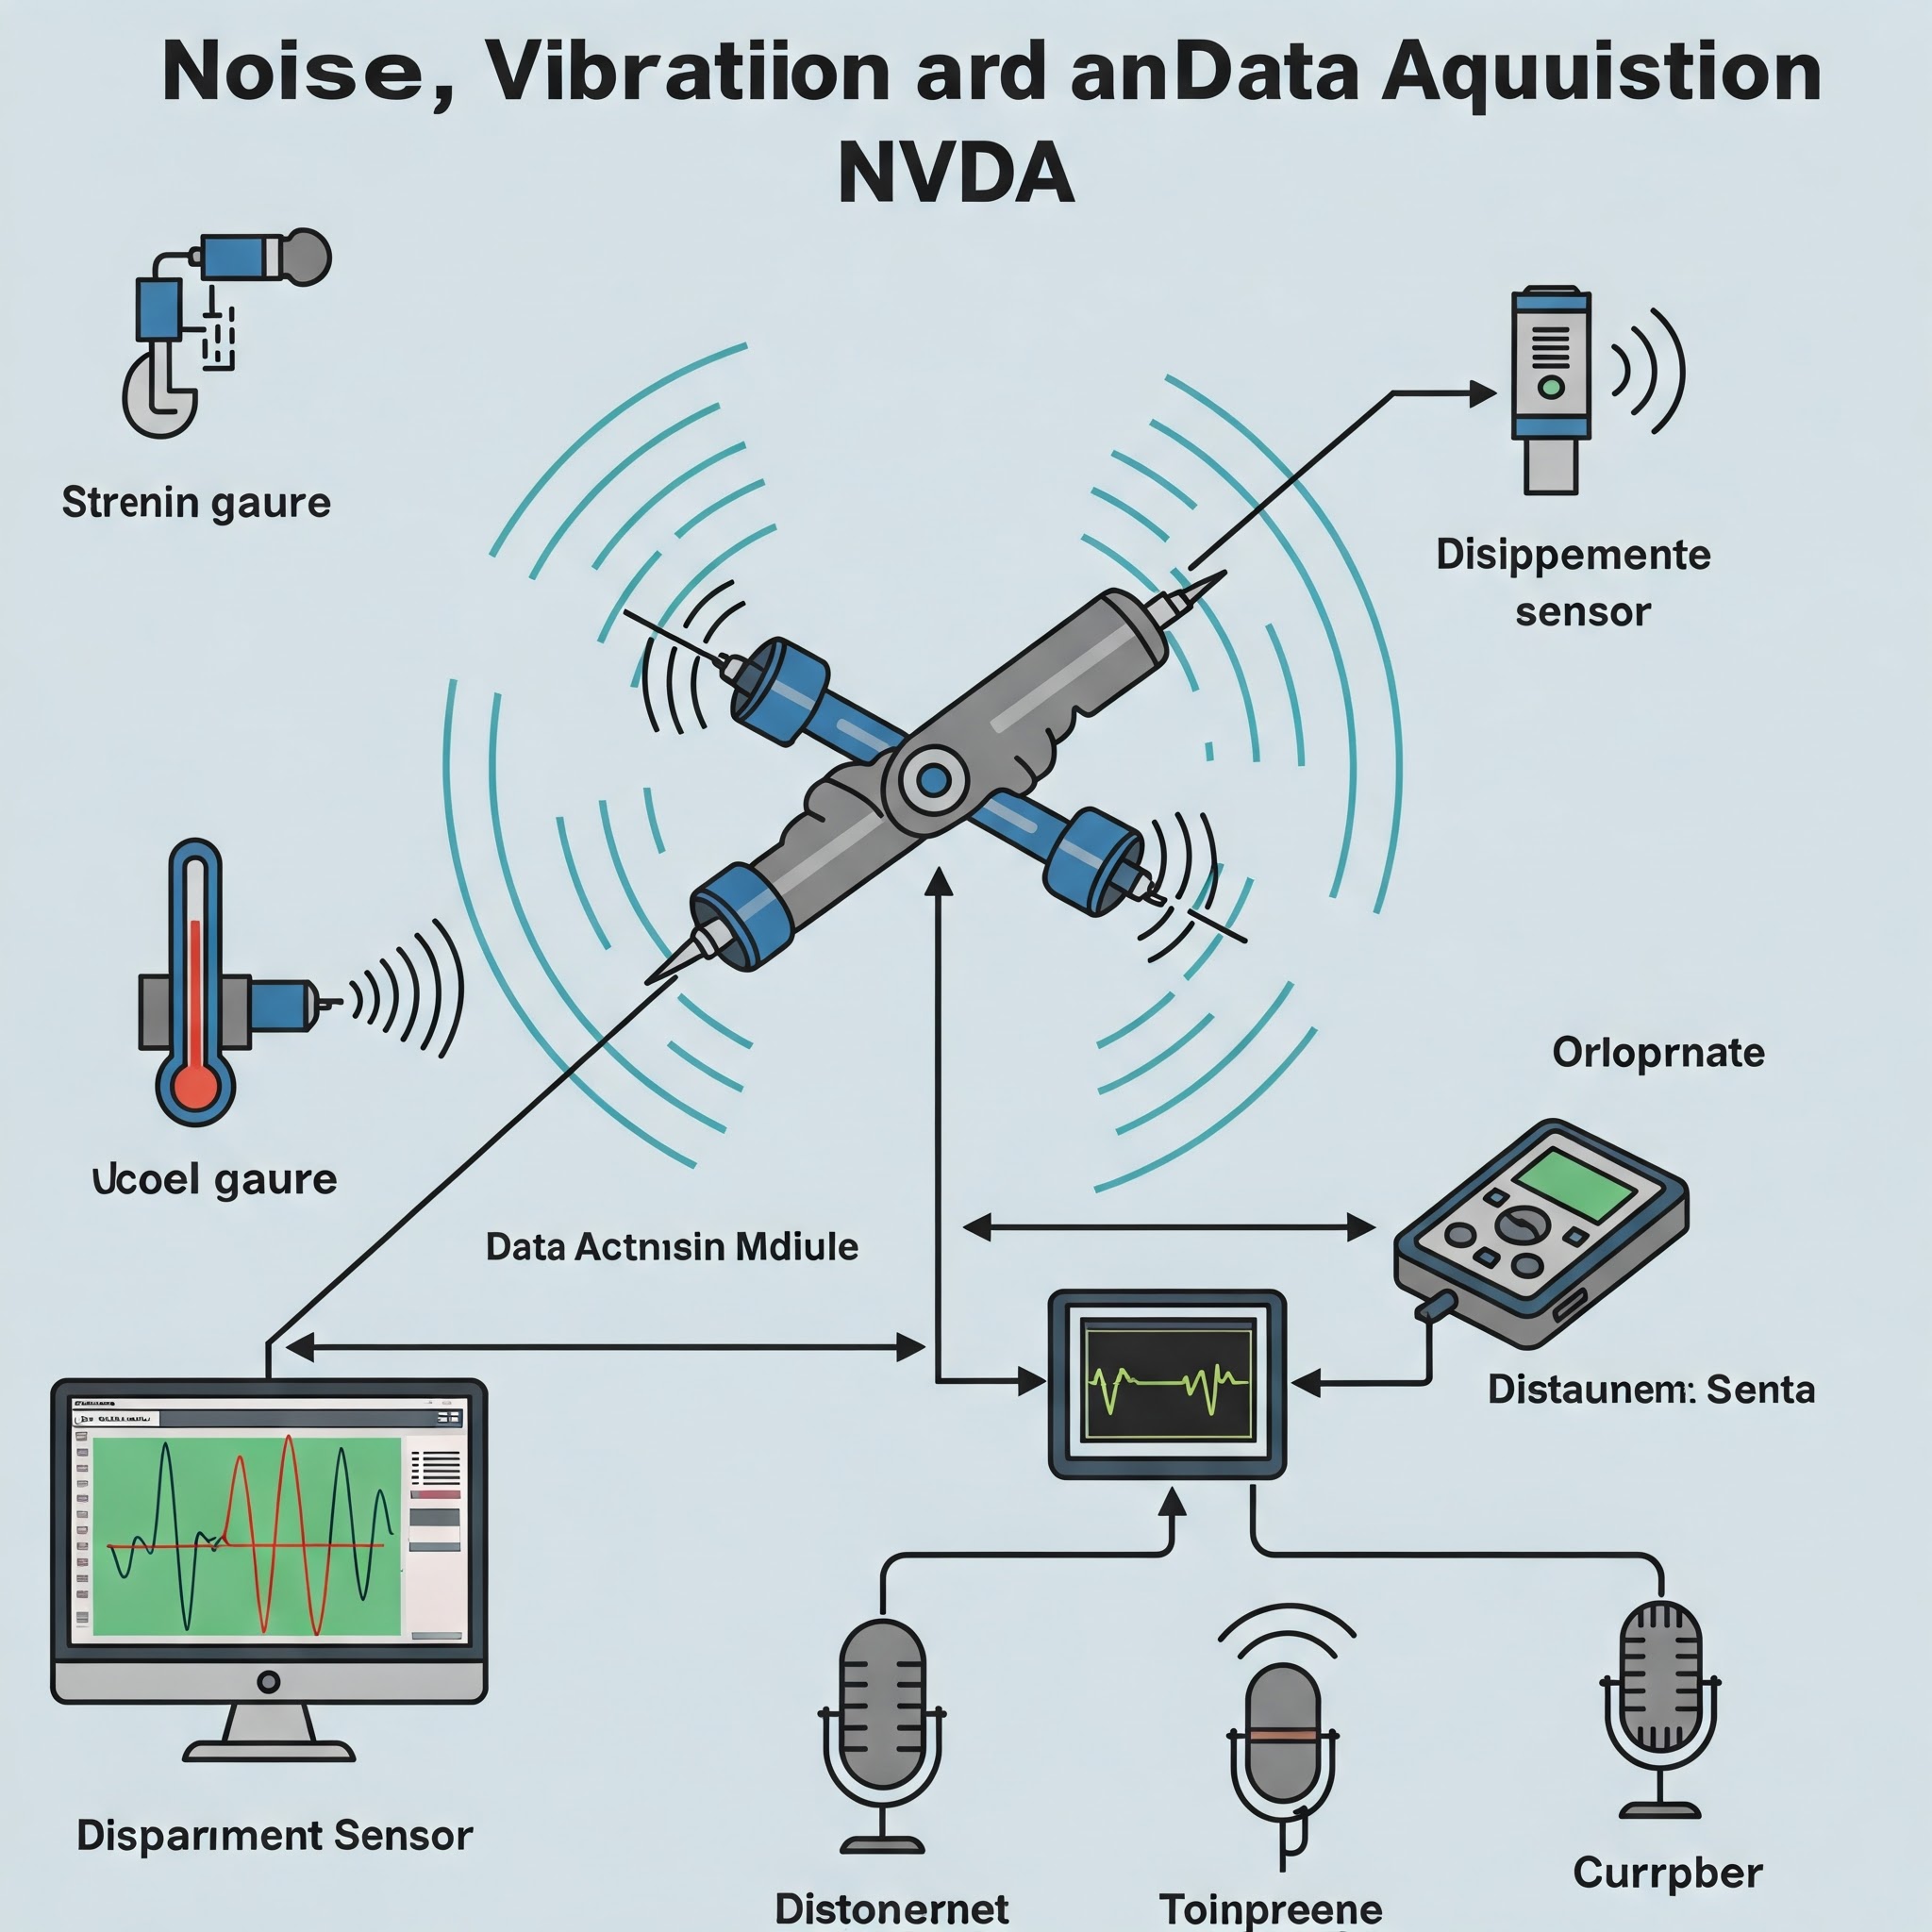 Noise, Vibratiion ard anData Aquuistion
NVDA
Strenin gaure
Disippemente
sensor
Orloprnate
Ucoel gaure
Data Actnısin Mdiule
Distaunem: Senta
Disparıment Sensor
Distonernet
Toinpreene
Currpber